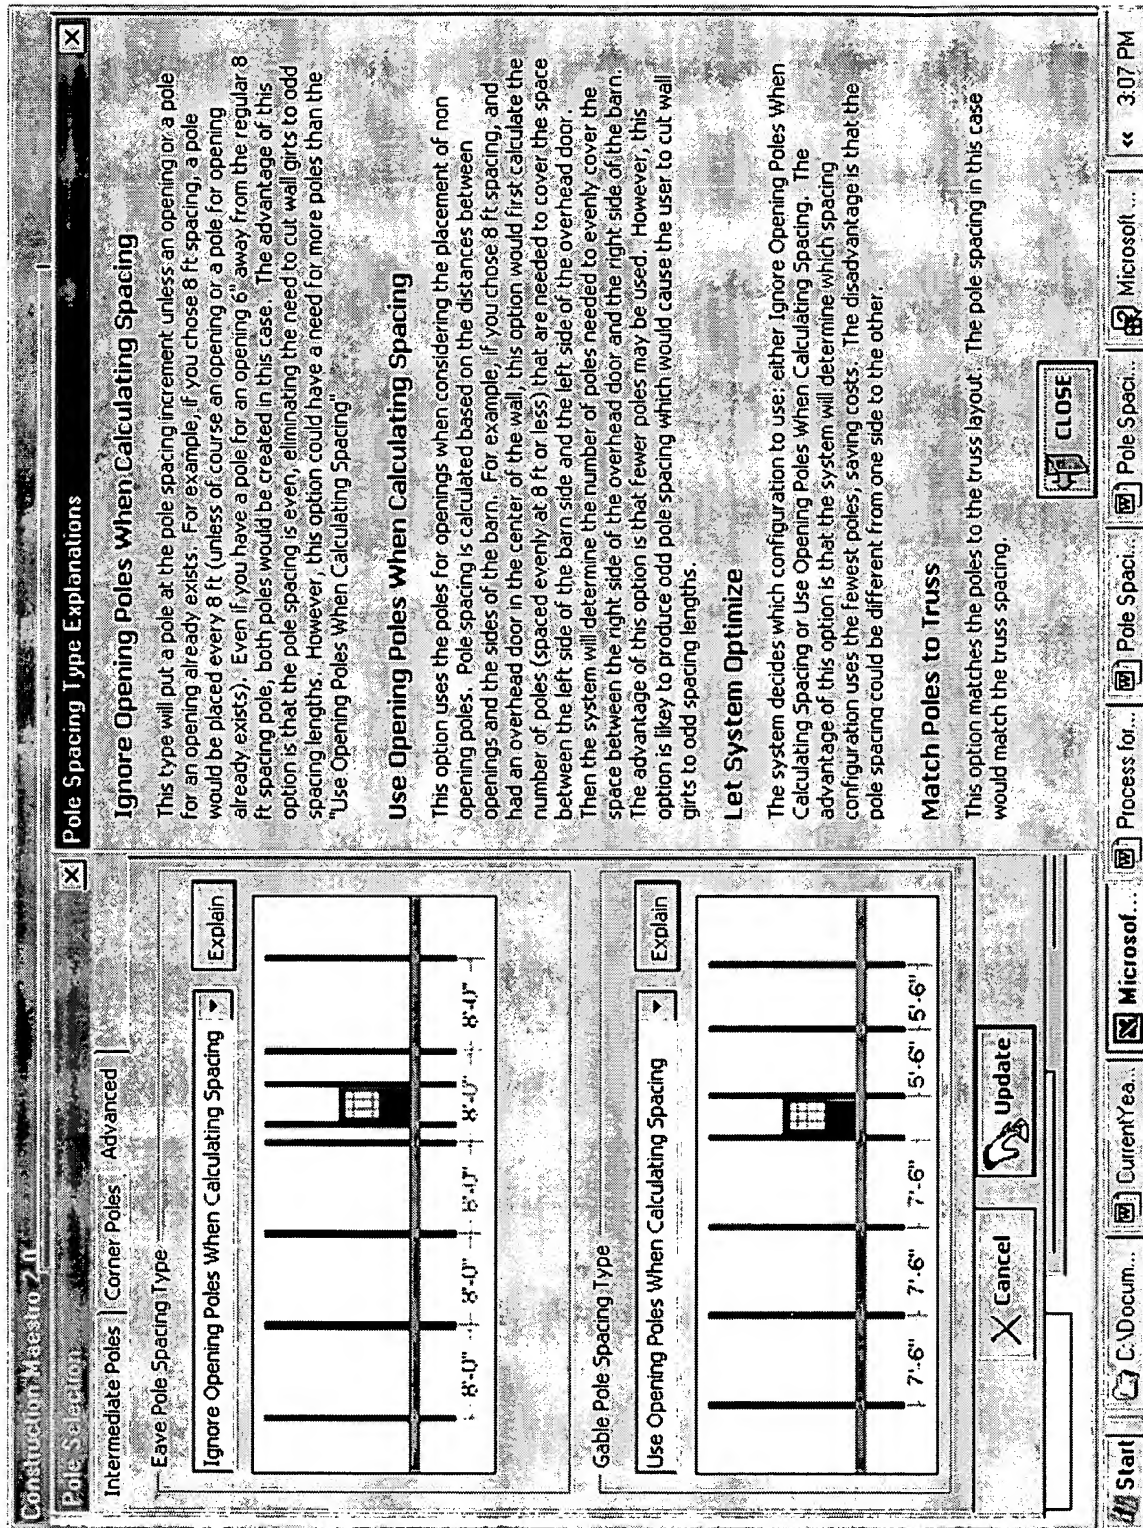 Construction Maestro 2.0
Pole Selection
Intermediate Poles
Corner Poles
Advanced
Eave Pole Spacing Type
Ignore Opening Poles When Calculating Spacing
Explain
8'-0" 8'-0" 8'-0" 8'-0" 8'-0"
Gable Pole Spacing Type
Use Opening Poles When Calculating Spacing
Explain
7'-6" 7'-6" 7'-6" 5'-6" 5'-6"
Cancel
Update
Pole Spacing Type Explanations
Ignore Opening Poles When Calculating Spacing
This type will put a pole at the pole spacing increment unless an opening or a pole
for an opening already exists. For example, if you chose 8 ft spacing, a pole
would be placed every 8 ft (unless of course an opening or a pole for opening
already exists). Even if you have a pole for an opening 6" away from the regular 8
ft spacing pole, both poles would be created in this case. The advantage of this
option is that the pole spacing is even, eliminating the need to cut wall girts to odd
spacing lengths. However, this option could have a need for more poles than the
"Use Opening Poles When Calculating Spacing".
Use Opening Poles When Calculating Spacing
This option uses the poles for openings when considering the placement of non
opening poles. Pole spacing is calculated based on the distances between
openings and the sides of the barn. For example, if you chose 8 ft spacing, and
had an overhead door in the center of the wall, this option would first calculate the
number of poles (spaced evenly at 8 ft or less) that are needed to cover the space
between the left side of the barn side and the left side of the overhead door.
Then the system will determine the number of poles needed to evenly cover the
space between the right side of the overhead door and the right side of the barn.
The advantage of this option is that fewer poles may be used. However, this
option is likely to produce odd pole spacing which would cause the user to cut wall
girts to odd spacing lengths.
Let System Optimize
The system decides which configuration to use: either Ignore Opening Poles When
Calculating Spacing or Use Opening Poles When Calculating Spacing. The
advantage of this option is that the system will determine which spacing
configuration uses the fewest poles, saving costs. The disadvantage is that the
pole spacing could be different from one side to the other.
Match Poles to Truss
This option matches the poles to the truss layout. The pole spacing in this case
would match the truss spacing.
CLOSE
Start
C:\Docum...
CurrentYea...
Microsof...
Process for...
Pole Spaci...
Pole Spaci...
Microsoft ...
« 3:07 PM